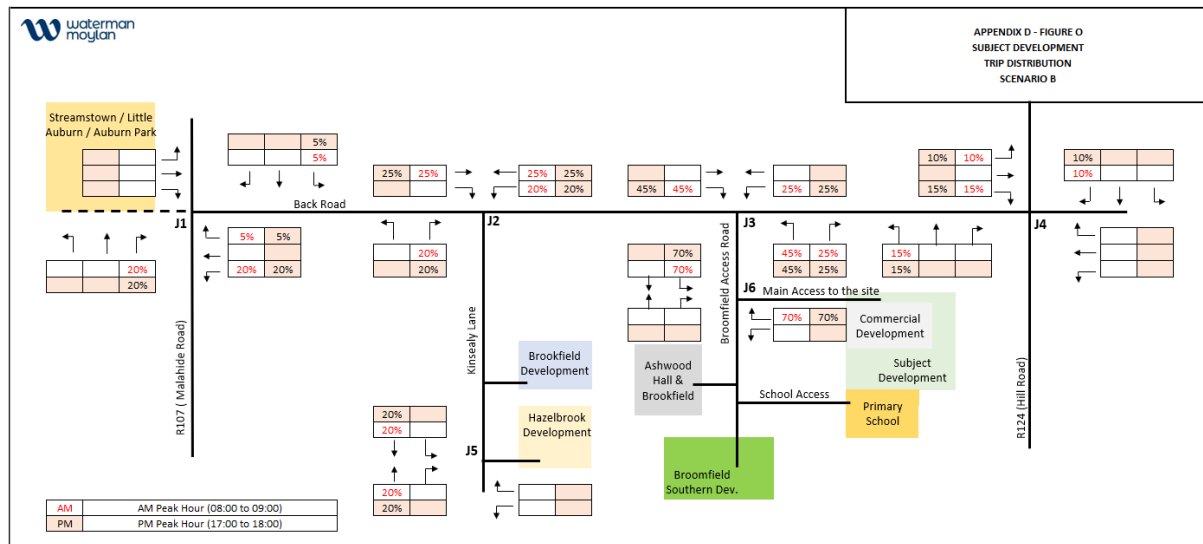 waterman
moylan
APPENDIX D - FIGURE O
SUBJECT DEVELOPMENT
TRIP DISTRIBUTION
SCENARIO B
Streamstown / Little
Auburn / Auburn Park
5%
5%
25% 25%
25% 25%
20% 20%
45% 45%
25% 25%
10% 10%
15% 15%
10%
10%
Back Road
J1
J2
J3
J4
20%
20%
5% 5%
20% 20%
20%
20%
70%
70%
45% 25%
45% 25%
15%
15%
J6
Main Access to the site
70% 70%
Commercial
Development
Subject
Development
R107 ( Malahide Road)
Kinsealy Lane
Broomfield Access Road
R124 (Hill Road)
Brookfield
Development
Ashwood
Hall &
Brookfield
School Access
Primary
School
20%
20%
Hazelbrook
Development
J5
Broomfield
Southern Dev.
20%
20%
AM AM Peak Hour (08:00 to 09:00)
PM PM Peak Hour (17:00 to 18:00)